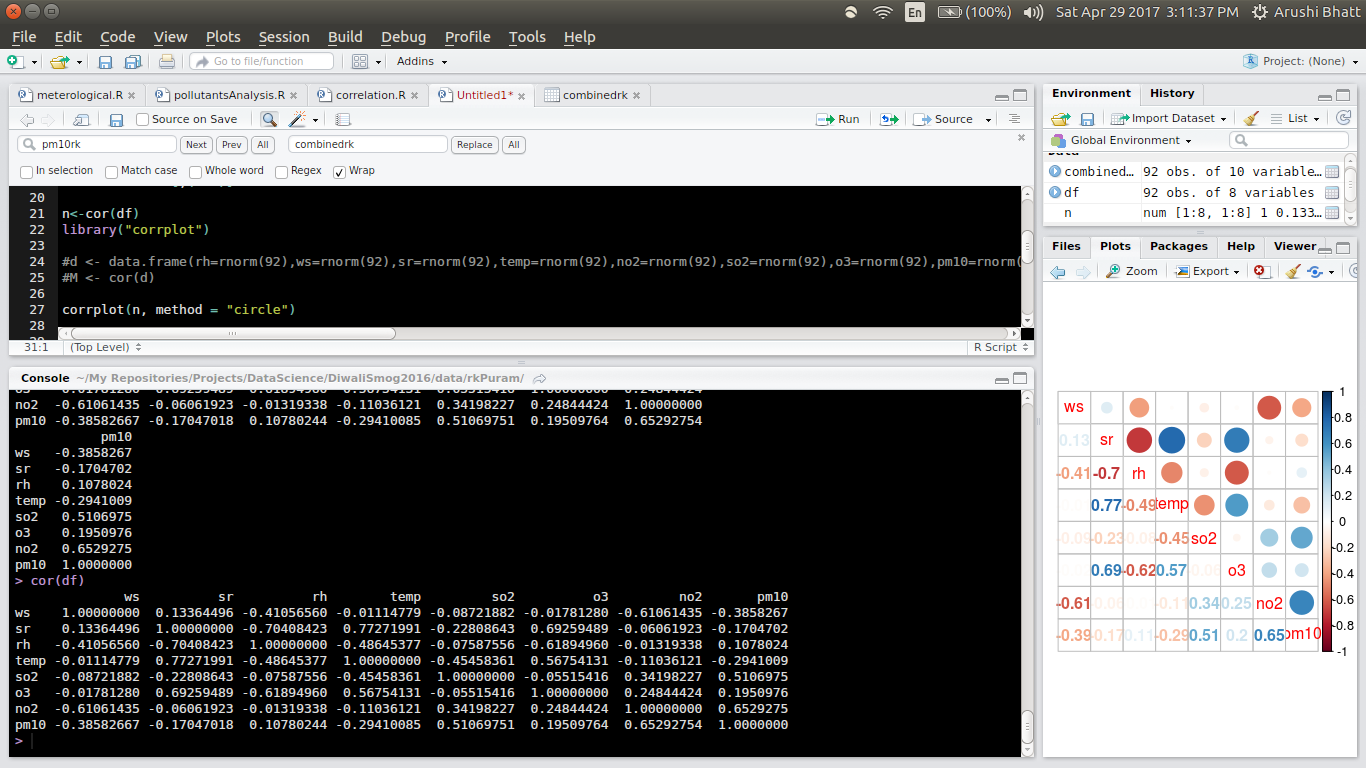 En (100%) Sat Apr 29 2017 3:11:37 PM Arushi Bhatt
File Edit Code View Plots Session Build Debug Profile Tools Help
Go to file/function Addins Project: (None)
meterological.R pollutantsAnalysis.R correlation.R Untitled1* combinedrk
Source on Save Run Source
pm10rk Next Prev All combinedrk Replace All
In selection Match case Whole word Regex Wrap
20
21 n<-cor(df)
22 library("corrplot")
23
24 #d <- data.frame(rh=rnorm(92),ws=rnorm(92),sr=rnorm(92),temp=rnorm(92),no2=rnorm(92),so2=rnorm(92),o3=rnorm(92),pm10=rnorm(
25 #M <- cor(d)
26
27 corrplot(n, method = "circle")
28
31:1 (Top Level) R Script
Console ~/My Repositories/Projects/DataScience/DiwaliSmog2016/data/rkPuram/
no2 -0.61061435 -0.06061923 -0.01319338 -0.11036121 0.34198227 0.24844424 1.00000000
pm10 -0.38582667 -0.17047018 0.10780244 -0.29410085 0.51069751 0.19509764 0.65292754
pm10
ws -0.3858267
sr -0.1704702
rh 0.1078024
temp -0.2941009
so2 0.5106975
o3 0.1950976
no2 0.6529275
pm10 1.0000000
> cor(df)
ws sr rh temp so2 o3 no2 pm10
ws 1.00000000 0.13364496 -0.41056560 -0.01114779 -0.08721882 -0.01781280 -0.61061435 -0.3858267
sr 0.13364496 1.00000000 -0.70408423 0.77271991 -0.22808643 0.69259489 -0.06061923 -0.1704702
rh -0.41056560 -0.70408423 1.00000000 -0.48645377 -0.07587556 -0.61894960 -0.01319338 0.1078024
temp -0.01114779 0.77271991 -0.48645377 1.00000000 -0.45458361 0.56754131 -0.11036121 -0.2941009
so2 -0.08721882 -0.22808643 -0.07587556 -0.45458361 1.00000000 -0.05515416 0.34198227 0.5106975
o3 -0.01781280 0.69259489 -0.61894960 0.56754131 -0.05515416 1.00000000 0.24844424 0.1950976
no2 -0.61061435 -0.06061923 -0.01319338 -0.11036121 0.34198227 0.24844424 1.00000000 0.6529275
pm10 -0.38582667 -0.17047018 0.10780244 -0.29410085 0.51069751 0.19509764 0.65292754 1.0000000
>
Environment History
Import Dataset List
Global Environment
combined... 92 obs. of 10 variable...
df 92 obs. of 8 variables
n num [1:8, 1:8] 1 0.133...
Files Plots Packages Help Viewer
Zoom Export
ws
0.13 sr
-0.41 -0.7 rh
0.77 -0.49 temp
-0.09 -0.23 -0.08 -0.45 so2
0.69 -0.62 0.57 -0.06 o3
-0.61 -0.06 -0.11 0.34 0.25 no2
-0.39 -0.17 0.11 -0.29 0.51 0.2 0.65 pm10
1
0.8
0.6
0.4
0.2
0
-0.2
-0.4
-0.6
-0.8
-1